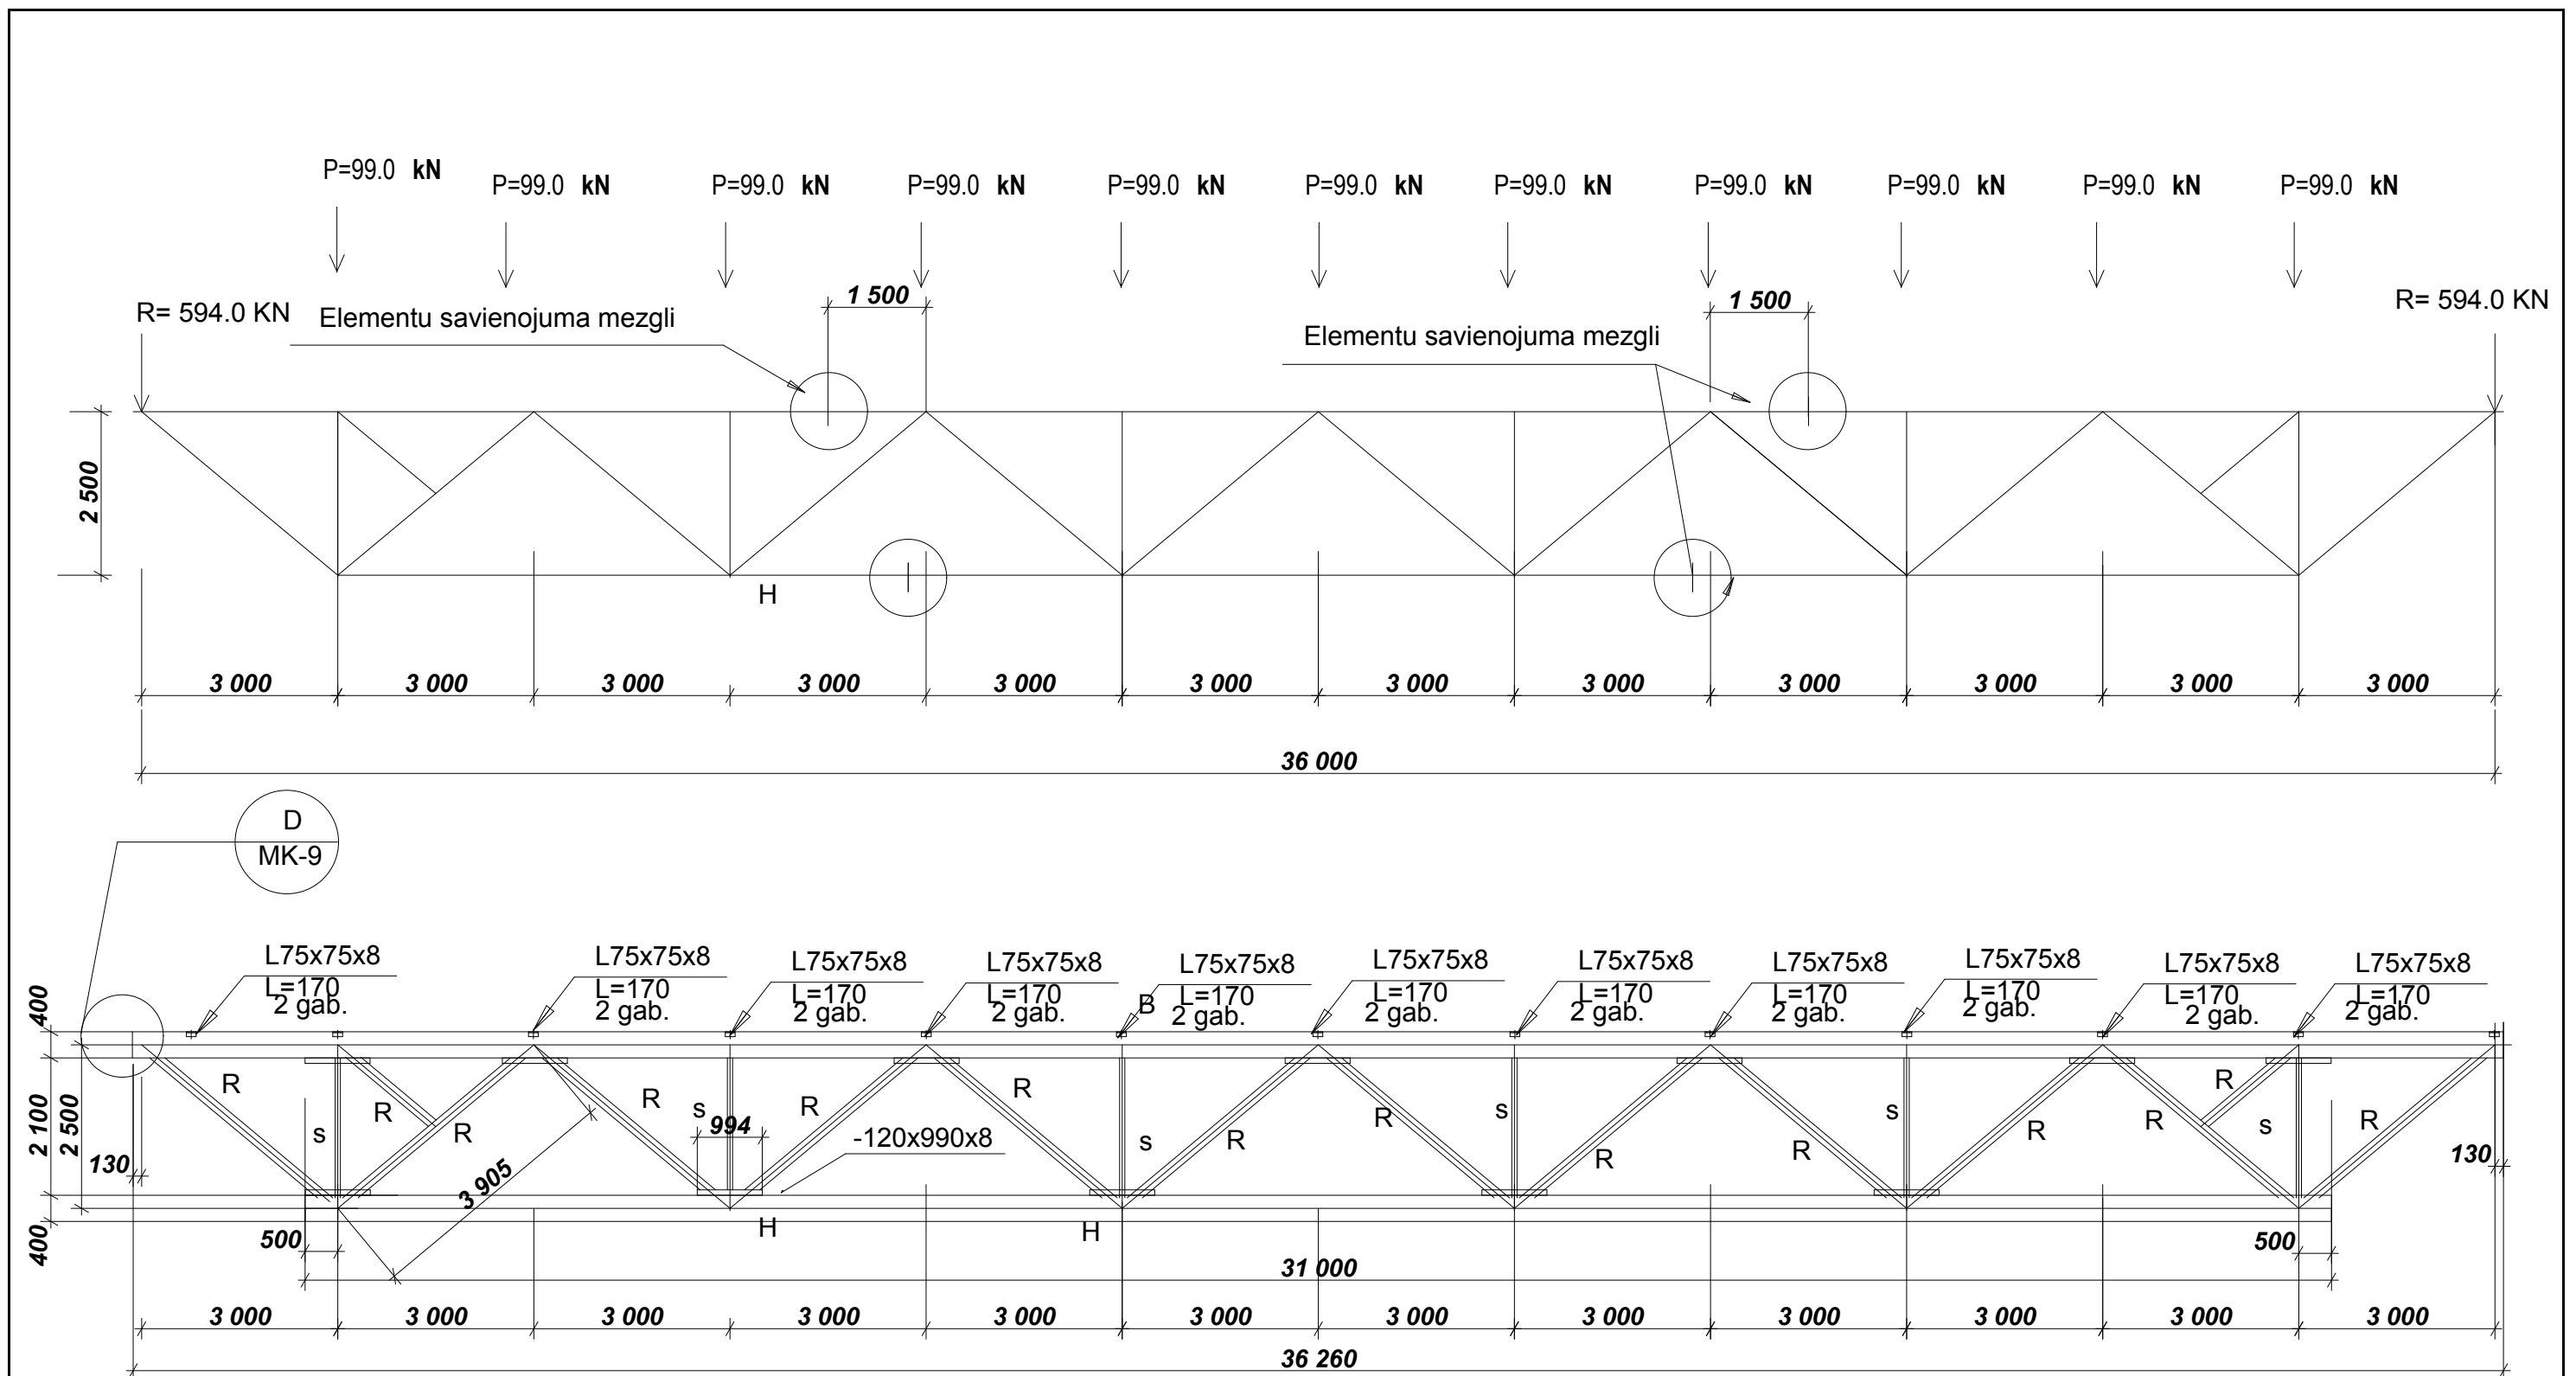 P=99.0 kN
P=99.0 kN
P=99.0 kN
P=99.0 kN
P=99.0 kN
P=99.0 kN
P=99.0 kN
P=99.0 kN
P=99.0 kN
P=99.0 kN
P=99.0 kN
R= 594.0 KN
Elementu savienojuma mezgli
1 500
Elementu savienojuma mezgli
1 500
R= 594.0 KN
2 500
H
3 000
3 000
3 000
3 000
3 000
3 000
3 000
3 000
3 000
3 000
3 000
3 000
36 000
D
MK-9
L75x75x8
L=170
2 gab.
L75x75x8
L=170
2 gab.
L75x75x8
L=170
2 gab.
L75x75x8
L=170
2 gab.
B
L75x75x8
L=170
2 gab.
L75x75x8
L=170
2 gab.
L75x75x8
L=170
2 gab.
L75x75x8
L=170
2 gab.
L75x75x8
L=170
2 gab.
L75x75x8
L=170
2 gab.
L75x75x8
L=170
2 gab.
400
2 100
2 500
400
130
R
s
R
R
3 905
R
s
994
R
-120x990x8
R
s
R
R
s
R
R
s
R
R
R
s
R
130
500
H
H
500
31 000
3 000
3 000
3 000
3 000
3 000
3 000
3 000
3 000
3 000
3 000
3 000
3 000
36 260